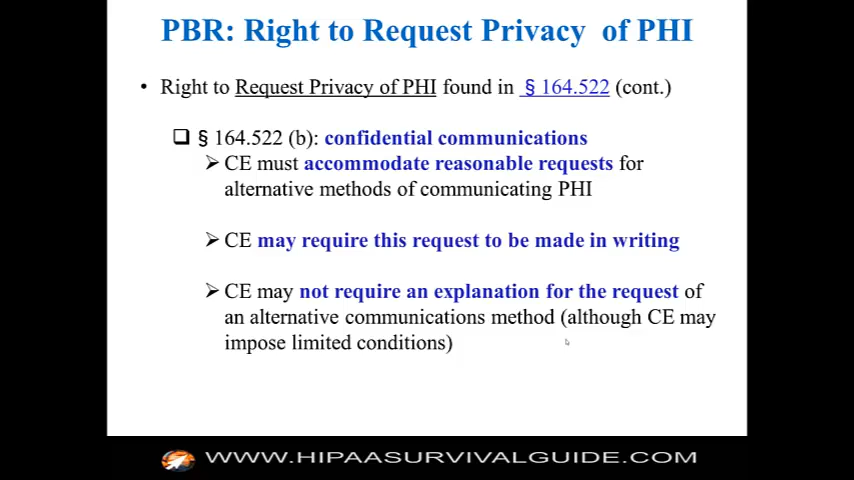 PBR: Right to Request Privacy of PHI
• Right to Request Privacy of PHI found in § 164.522 (cont.)
❑ § 164.522 (b): confidential communications
➢ CE must accommodate reasonable requests for
alternative methods of communicating PHI
➢ CE may require this request to be made in writing
➢ CE may not require an explanation for the request of
an alternative communications method (although CE may
impose limited conditions)
WWW.HIPAASURVIVALGUIDE.COM